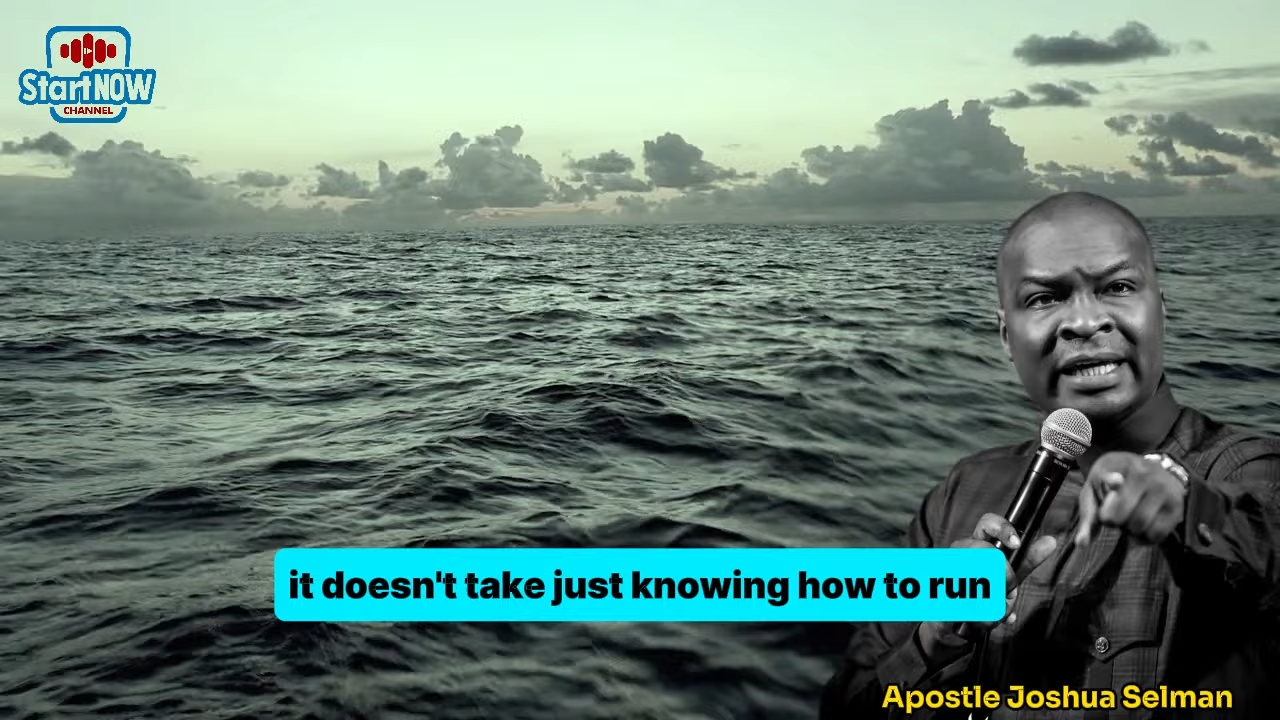 StartNOW
CHANNEL
it doesn't take just knowing how to run
Apostle Joshua Selman